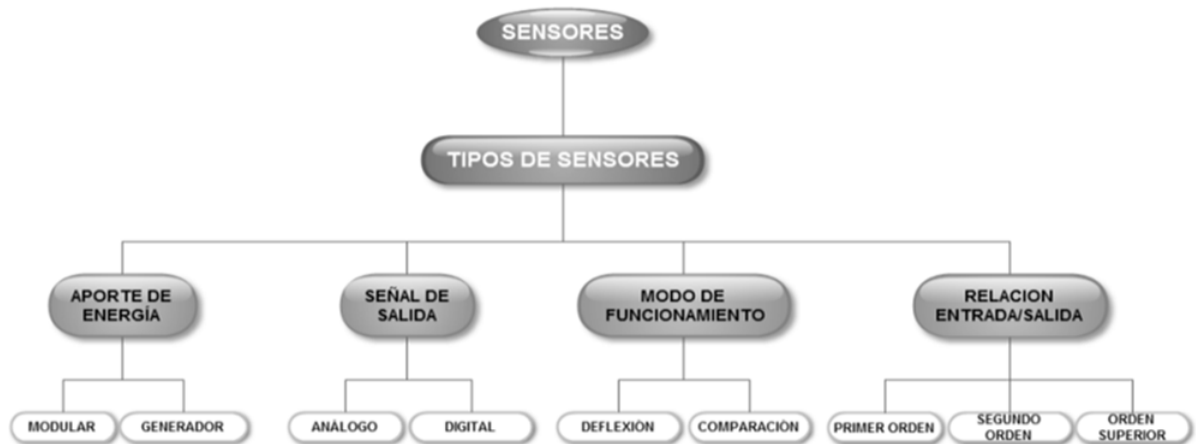 SENSORES
TIPOS DE SENSORES
APORTE DE
ENERGÍA
SEÑAL DE
SALIDA
MODO DE
FUNCIONAMIENTO
RELACION
ENTRADA/SALIDA
MODULAR
GENERADOR
ANÁLOGO
DIGITAL
DEFLEXIÓN
COMPARACIÓN
PRIMER ORDEN
SEGUNDO
ORDEN
ORDEN
SUPERIOR